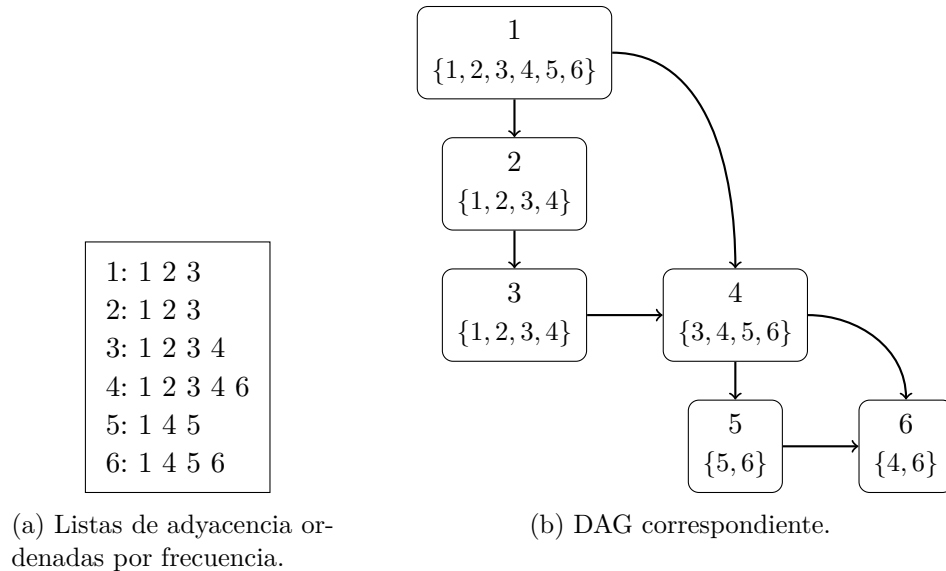 1
{1, 2, 3, 4, 5, 6}
2
{1, 2, 3, 4}
3
{1, 2, 3, 4}
4
{3, 4, 5, 6}
5
{5, 6}
6
{4, 6}
1: 1 2 3
2: 1 2 3
3: 1 2 3 4
4: 1 2 3 4 6
5: 1 4 5
6: 1 4 5 6
(a) Listas de adyacencia or-
denadas por frecuencia.
(b) DAG correspondiente.